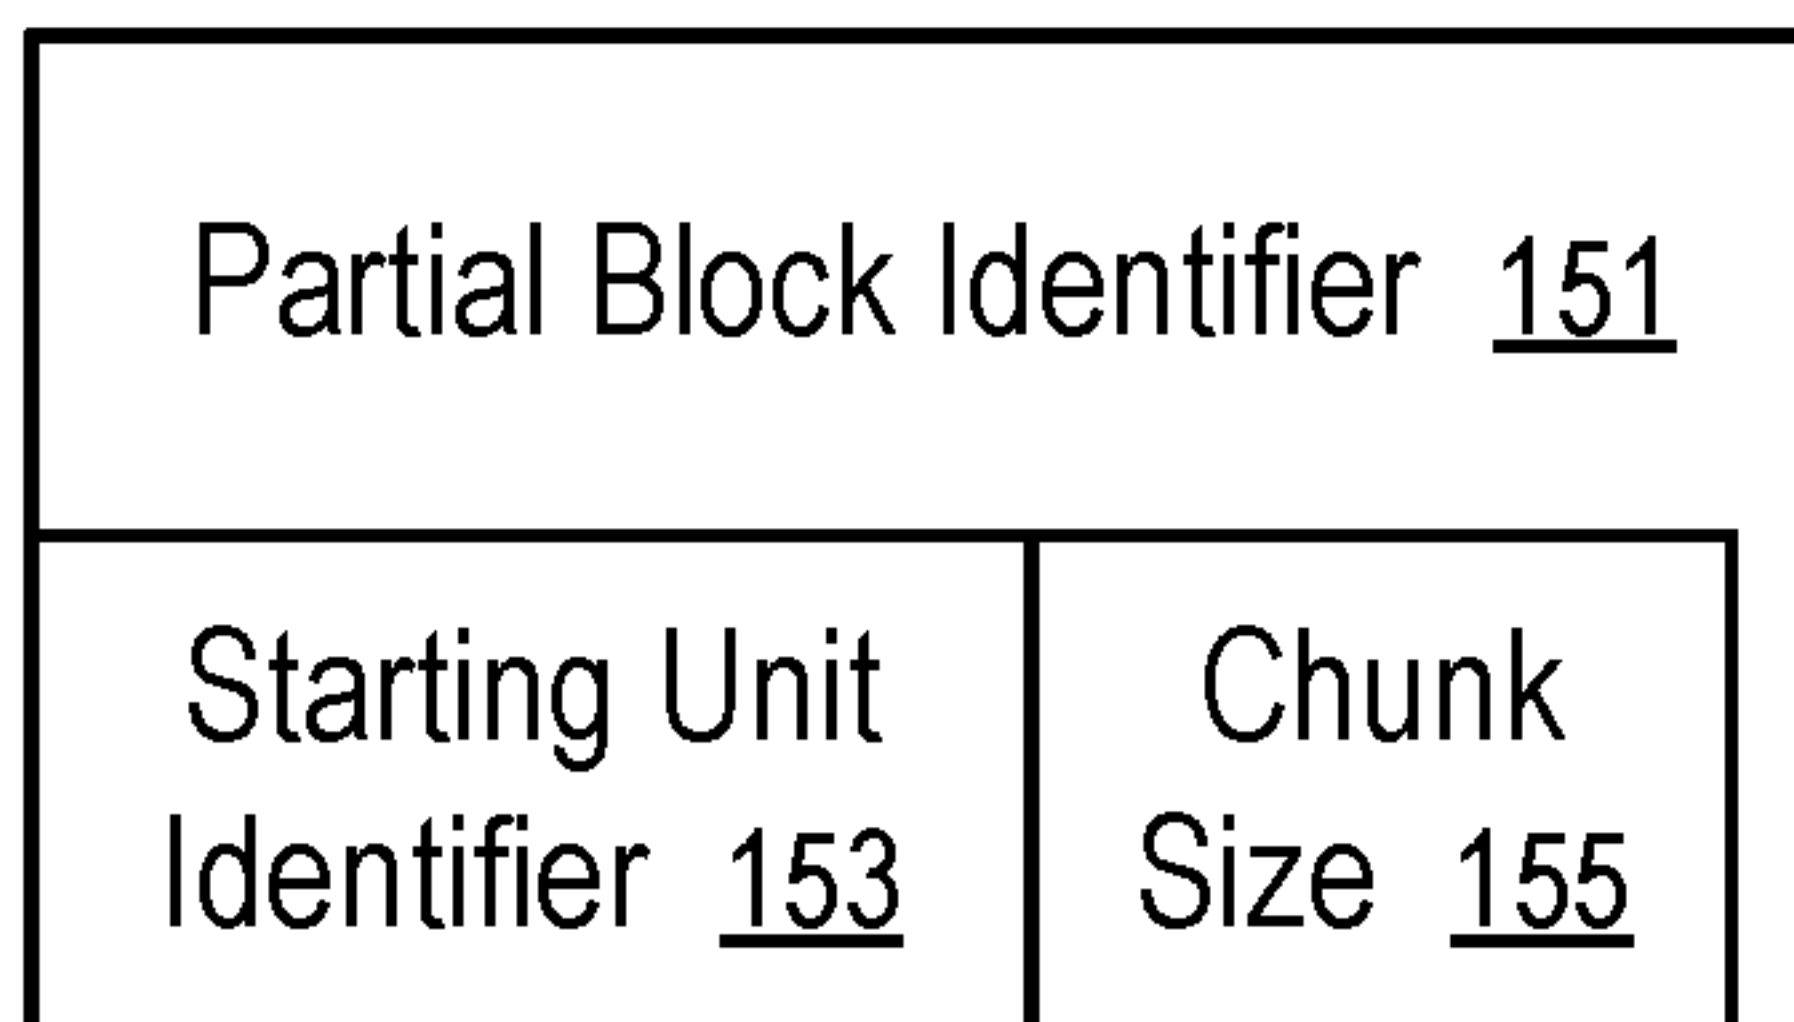 Partial Block Identifier 151
Starting Unit
Identifier 153
Chunk
Size 155